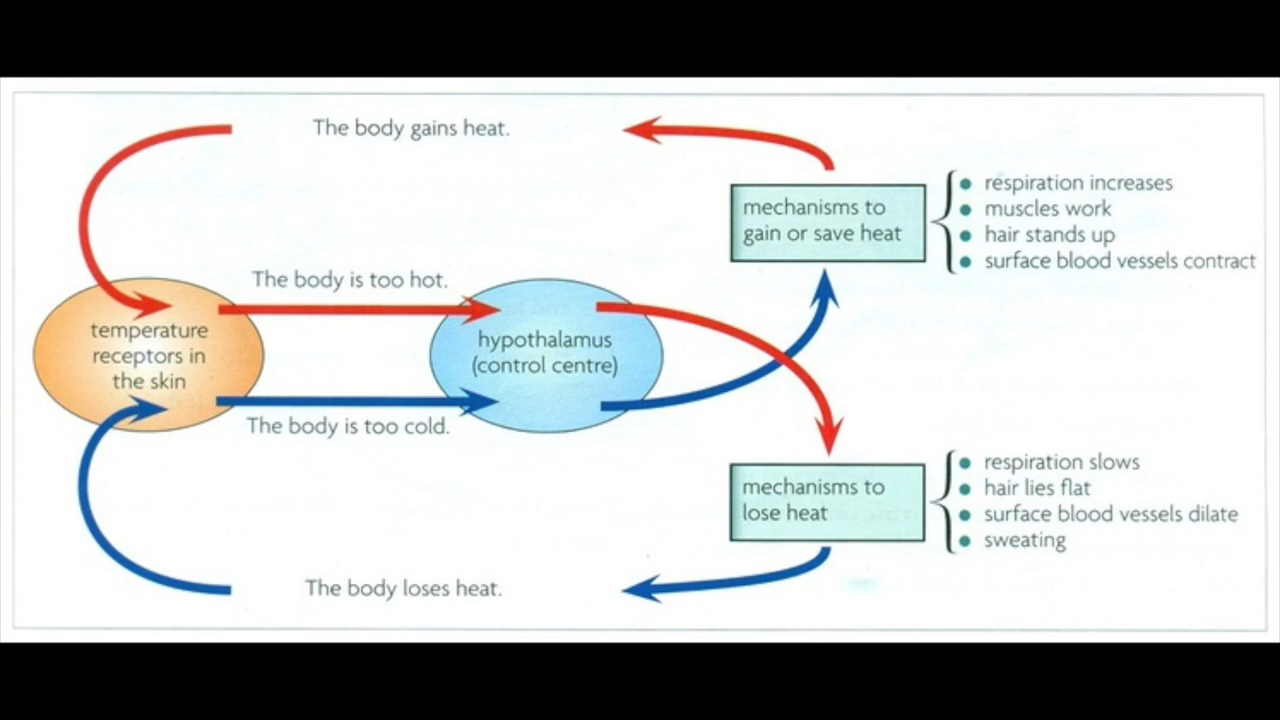 The body gains heat.
mechanisms to
gain or save heat
respiration increases
muscles work
hair stands up
surface blood vessels contract
The body is too hot.
temperature
receptors in
the skin
hypothalamus
(control centre)
The body is too cold.
mechanisms to
lose heat
respiration slows
hair lies flat
surface blood vessels dilate
sweating
The body loses heat.